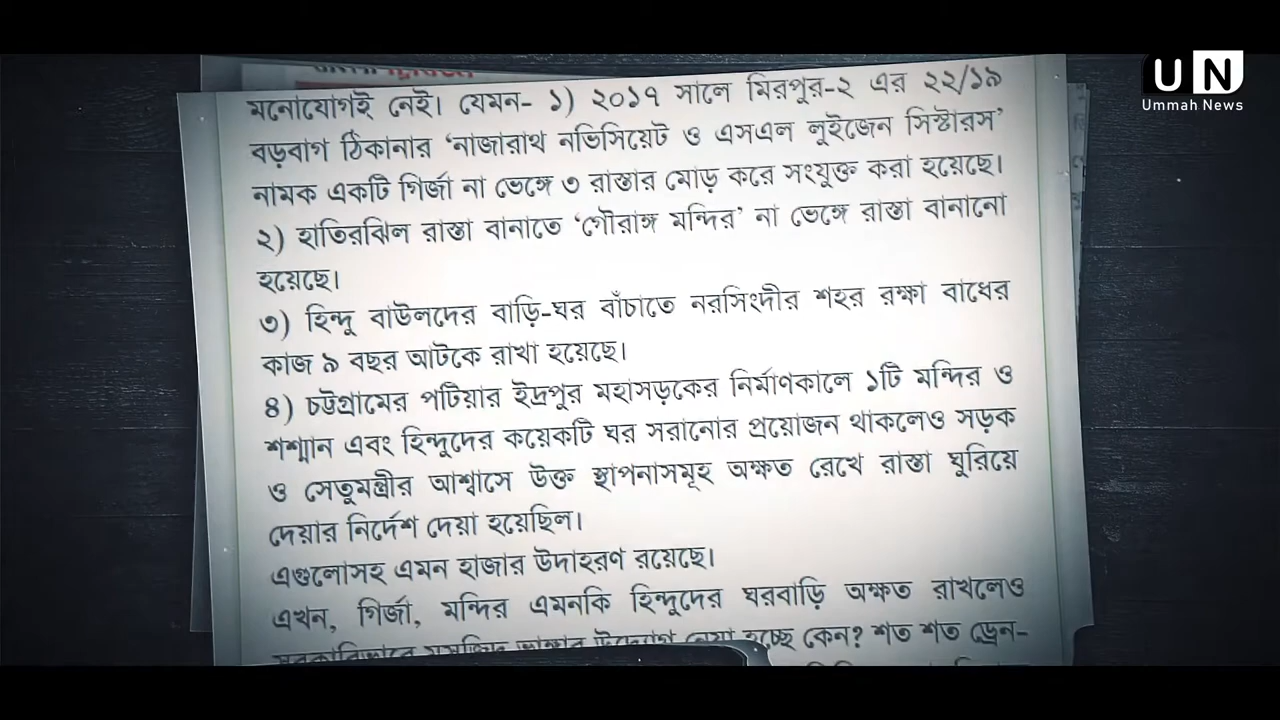 UN
Ummah News
মনোযোগই নেই। যেমন- ১) ২০১৭ সালে মিরপুর-২ এর ২২/১৯
বড়বাগ ঠিকানার ‘নাজারাথ নভিসিয়েট ও এসএল লুইজেন সিস্টারস’
নামক একটি গির্জা না ভেঙ্গে ৩ রাস্তার মোড় করে সংযুক্ত করা হয়েছে।
২) হাতিরঝিল রাস্তা বানাতে ‘গৌরাঙ্গ মন্দির’ না ভেঙ্গে রাস্তা বানানো
হয়েছে।
৩) হিন্দু বাউলদের বাড়ি-ঘর বাঁচাতে নরসিংদীর শহর রক্ষা বাধের
কাজ ৯ বছর আটকে রাখা হয়েছে।
৪) চট্টগ্রামের পটিয়ার ইন্দ্রপুর মহাসড়কের নির্মাণকালে ১টি মন্দির ও
শশ্মান এবং হিন্দুদের কয়েকটি ঘর সরানোর প্রয়োজন থাকলেও সড়ক
ও সেতুমন্ত্রীর আশ্বাসে উক্ত স্থাপনাসমূহ অক্ষত রেখে রাস্তা ঘুরিয়ে
দেয়ার নির্দেশ দেয়া হয়েছিল।
এগুলোসহ এমন হাজার উদাহরণ রয়েছে।
এখন, গির্জা, মন্দির এমনকি হিন্দুদের ঘরবাড়ি অক্ষত রাখলেও
হচ্ছে কেন? শত শত ড্রেন-